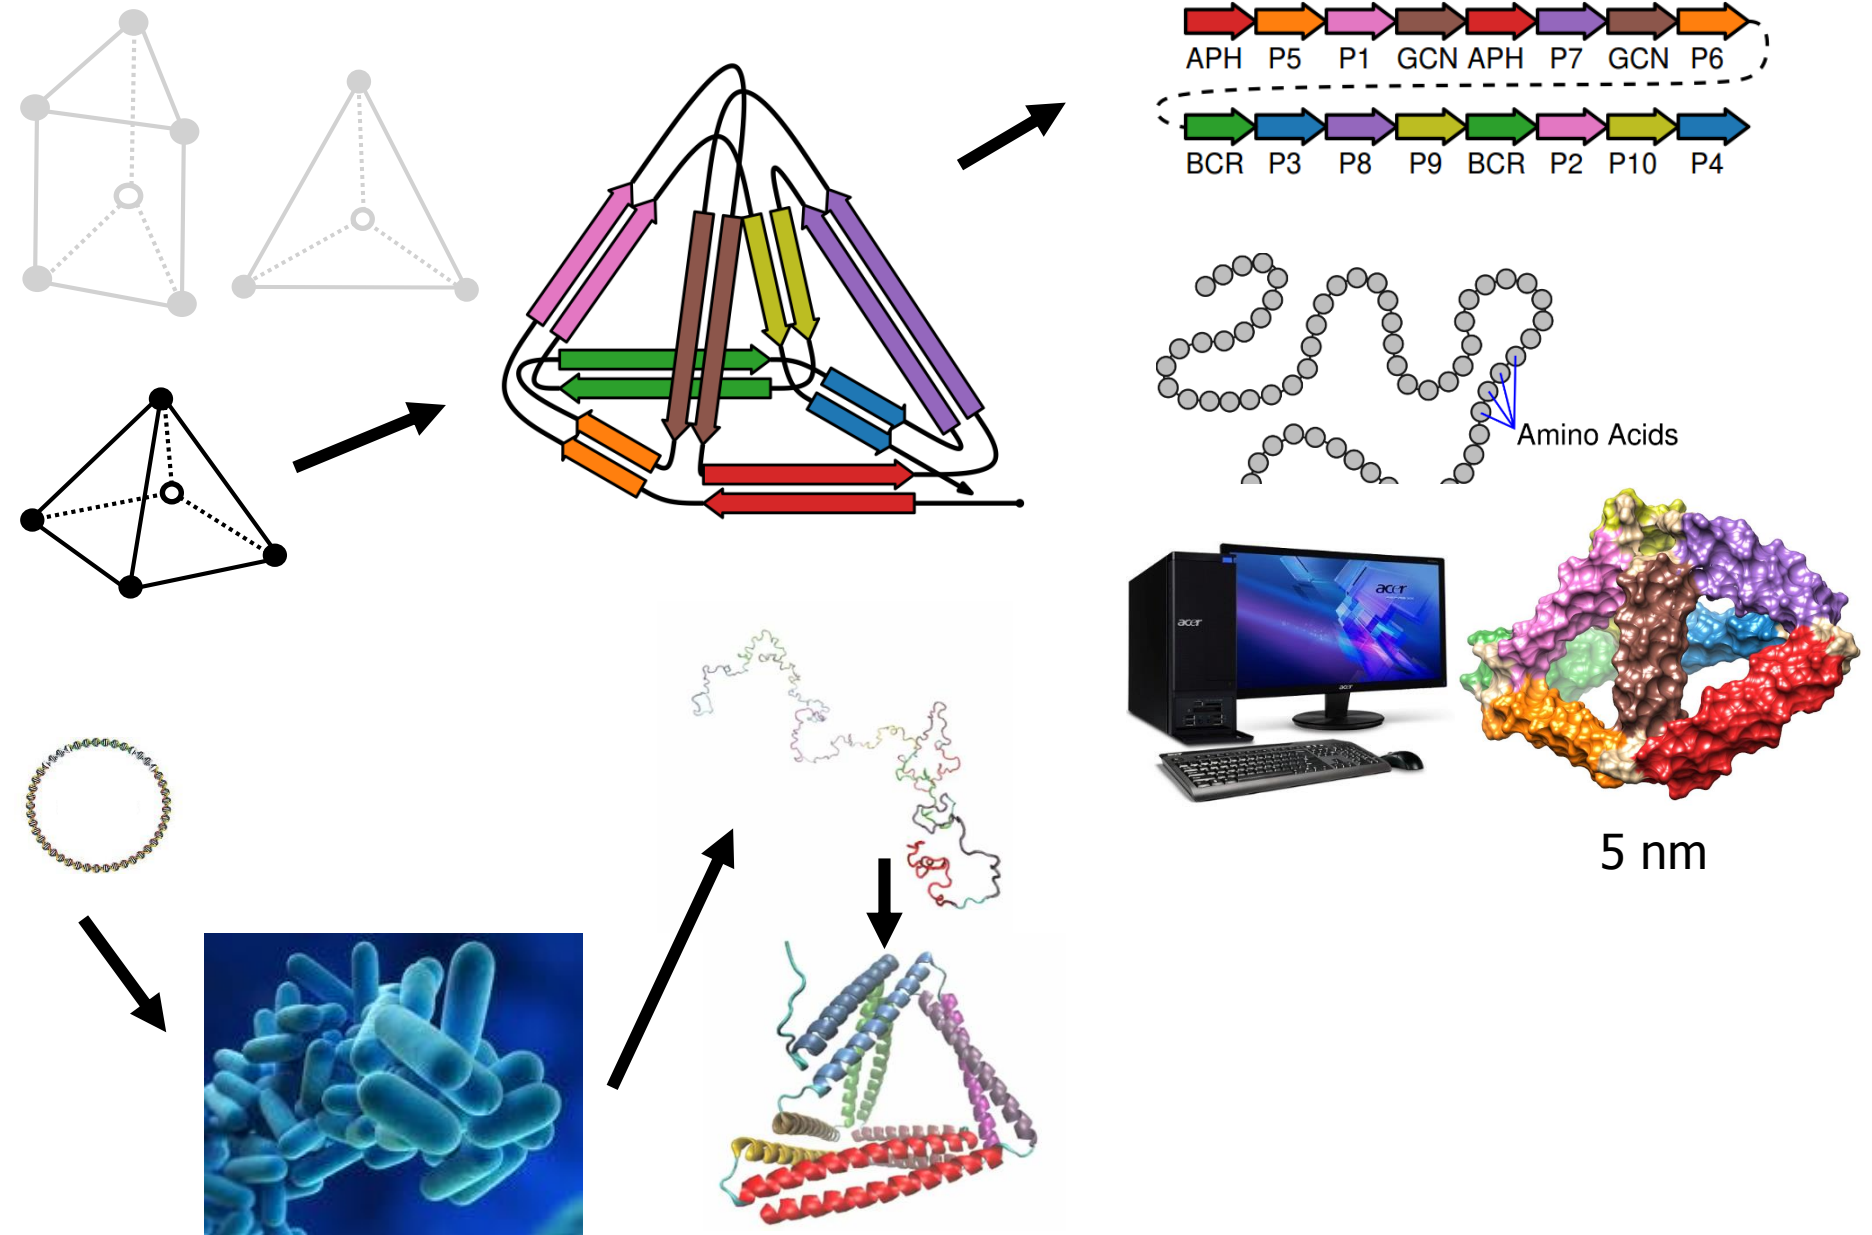 APH P5 P1 GCN APH P7 GCN P6
BCR P3 P8 P9 BCR P2 P10 P4
Amino Acids
acer
acer
acer
5 nm